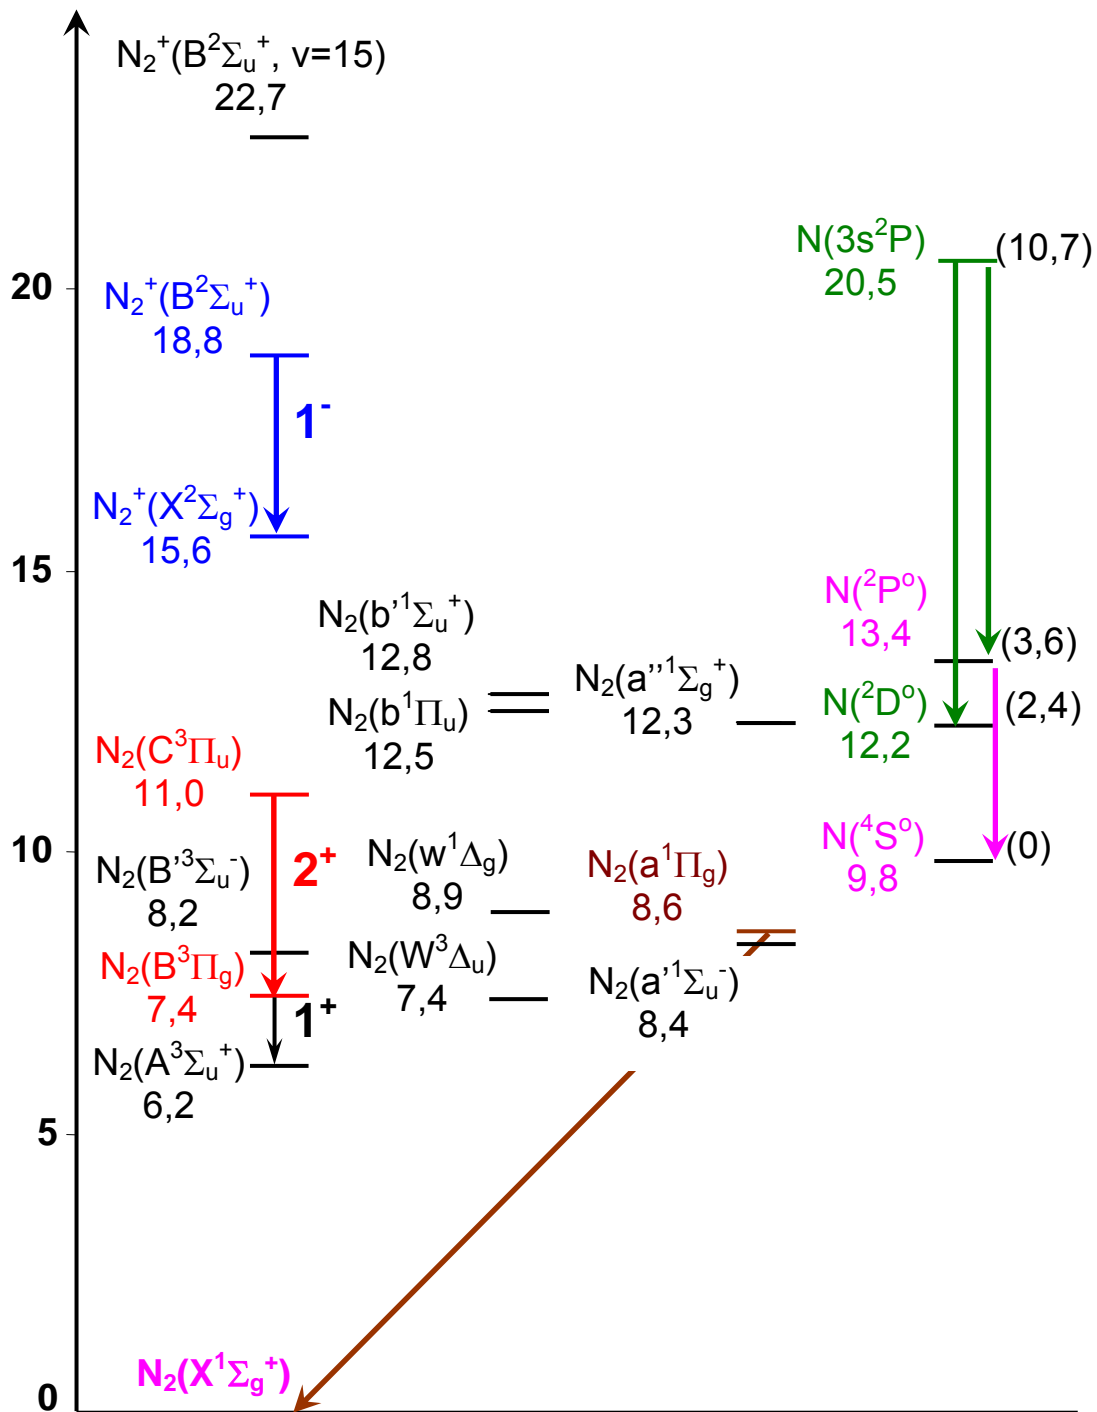 N₂⁺(B²Σᵤ⁺, v=15)
22,7
N(3s²P)
20,5
(10,7)
20
N₂⁺(B²Σᵤ⁺)
18,8
1⁻
N₂⁺(X²Σg⁺)
15,6
15
N(²Pᵒ)
13,4
(3,6)
N₂(b'¹Σᵤ⁺)
12,8
N₂(a''¹Σg⁺)
12,3
N₂(b¹Πᵤ)
12,5
N(²Dᵒ)
12,2
(2,4)
N₂(C³Πᵤ)
11,0
10
2⁺
N₂(B'³Σᵤ⁻)
8,2
N₂(w¹Δg)
8,9
N₂(a¹Πg)
8,6
N(⁴Sᵒ)
9,8
(0)
N₂(B³Πg)
7,4
1⁺
N₂(W³Δᵤ)
7,4
N₂(a'¹Σᵤ⁻)
8,4
N₂(A³Σᵤ⁺)
6,2
5
N₂(X¹Σg⁺)
0